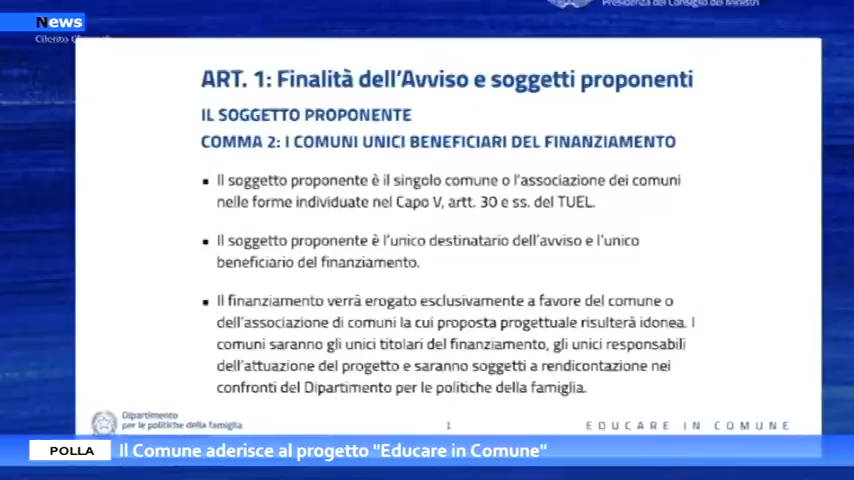 Presidenza del Consiglio dei Ministri
News
ART. 1: Finalità dell'Avviso e soggetti proponenti
IL SOGGETTO PROPONENTE
COMMA 2: I COMUNI UNICI BENEFICIARI DEL FINANZIAMENTO
▪ Il soggetto proponente è il singolo comune o l'associazione dei comuni
nelle forme individuate nel Capo V, artt. 30 e ss. del TUEL.
▪ Il soggetto proponente è l'unico destinatario dell'avviso e l'unico
beneficiario del finanziamento.
▪ Il finanziamento verrà erogato esclusivamente a favore del comune o
dell'associazione di comuni la cui proposta progettuale risulterà idonea. I
comuni saranno gli unici titolari del finanziamento, gli unici responsabili
dell'attuazione del progetto e saranno soggetti a rendicontazione nei
confronti del Dipartimento per le politiche della famiglia.
Dipartimento
per le politiche della famiglia
1
EDUCARE IN COMUNE
POLLA
Il Comune aderisce al progetto "Educare in Comune"